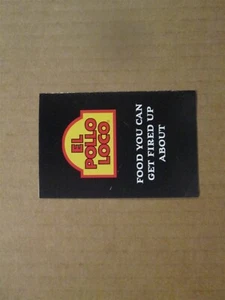 EL
POLLO
LOCO
FOOD YOU CAN
GET FIRED UP
ABOUT